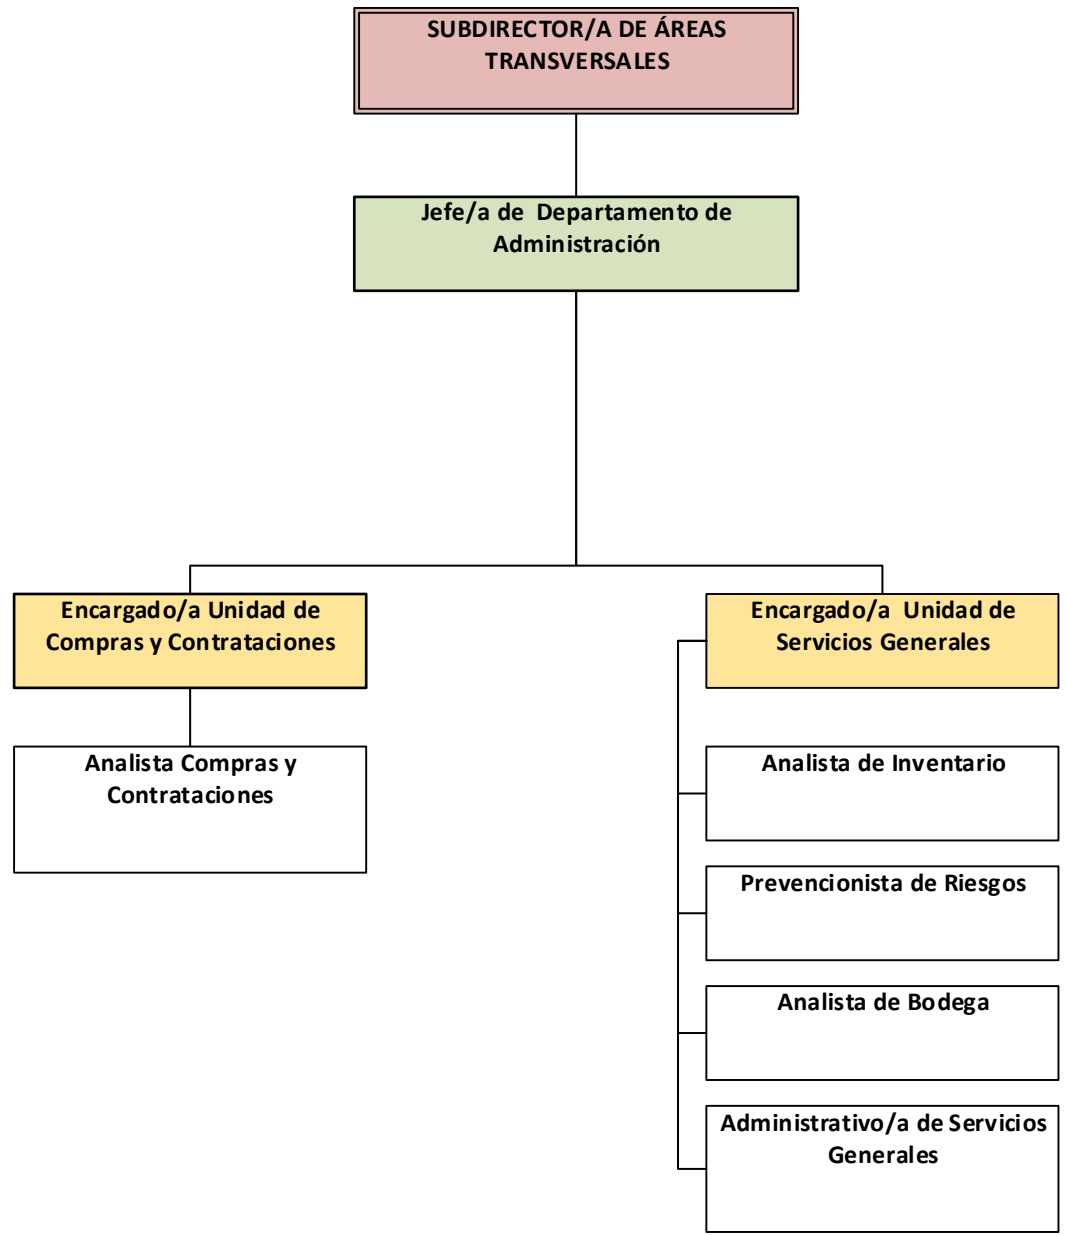 SUBDIRECTOR/A DE ÁREAS
TRANSVERSALES
Jefe/a de  Departamento de
Administración
Encargado/a Unidad de
Compras y Contrataciones
Analista Compras y
Contrataciones
Encargado/a  Unidad de
Servicios Generales
Analista de Inventario
Prevencionista de Riesgos
Analista de Bodega
Administrativo/a de Servicios
Generales